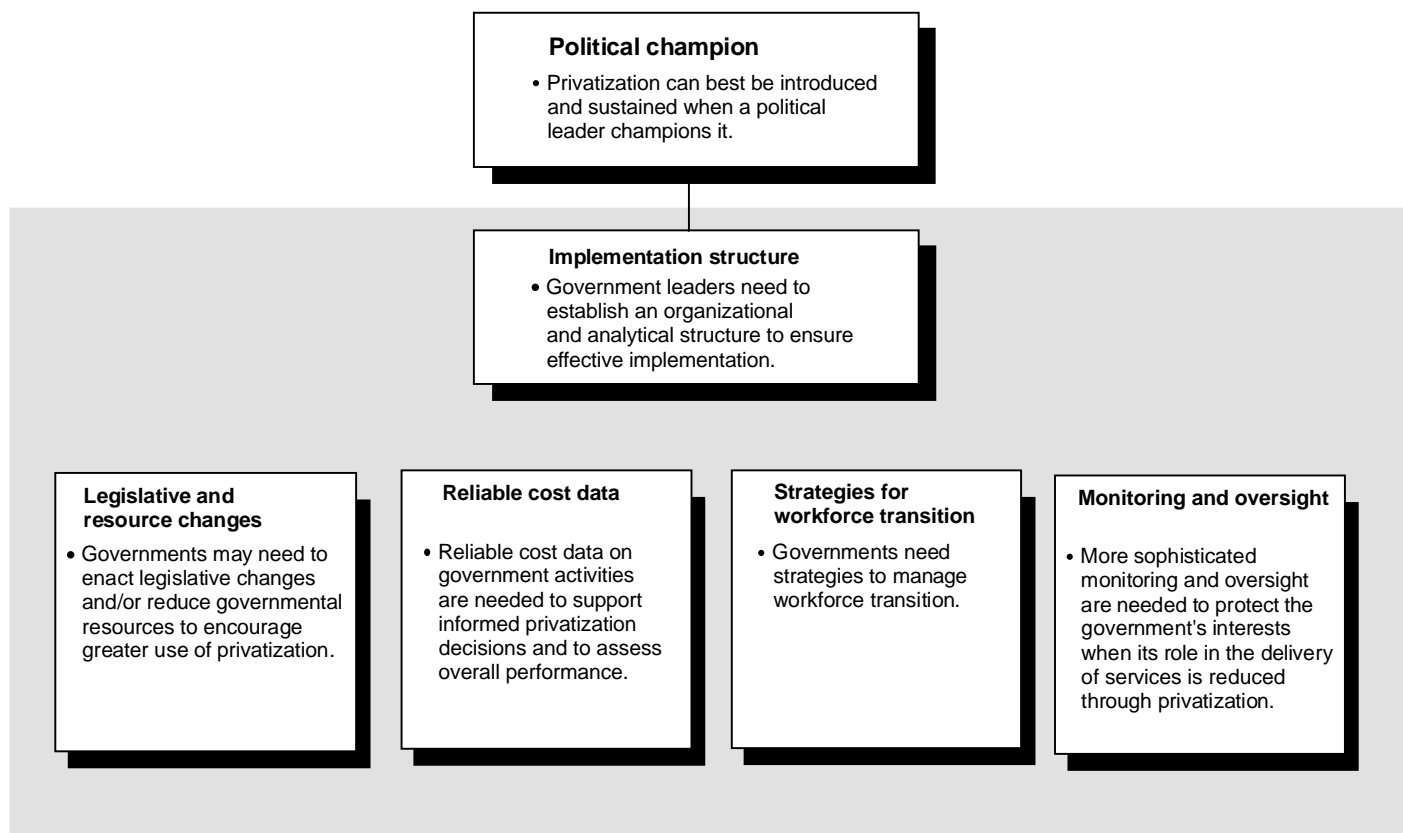 Political champion
• Privatization can best be introduced
and sustained when a political
leader champions it.
Implementation structure
• Government leaders need to
establish an organizational
and analytical structure to ensure
effective implementation.
Legislative and
resource changes
• Governments may need to
enact legislative changes
and/or reduce governmental
resources to encourage
greater use of privatization.
Reliable cost data
• Reliable cost data on
government activities
are needed to support
informed privatization
decisions and to assess
overall performance.
Strategies for
workforce transition
• Governments need
strategies to manage
workforce transition.
Monitoring and oversight
• More sophisticated
monitoring and oversight
are needed to protect the
government's interests
when its role in the delivery
of services is reduced
through privatization.